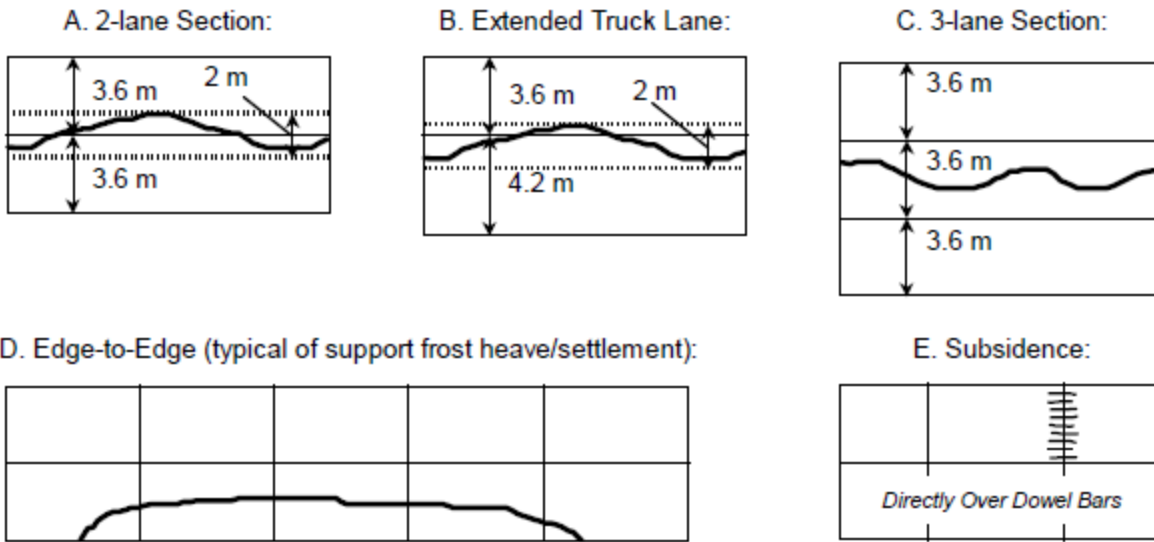 A. 2-lane Section:
B. Extended Truck Lane:
C. 3-lane Section:
3.6 m
2 m
3.6 m
3.6 m
2 m
4.2 m
3.6 m
3.6 m
3.6 m
D. Edge-to-Edge (typical of support frost heave/settlement):
E. Subsidence:
Directly Over Dowel Bars